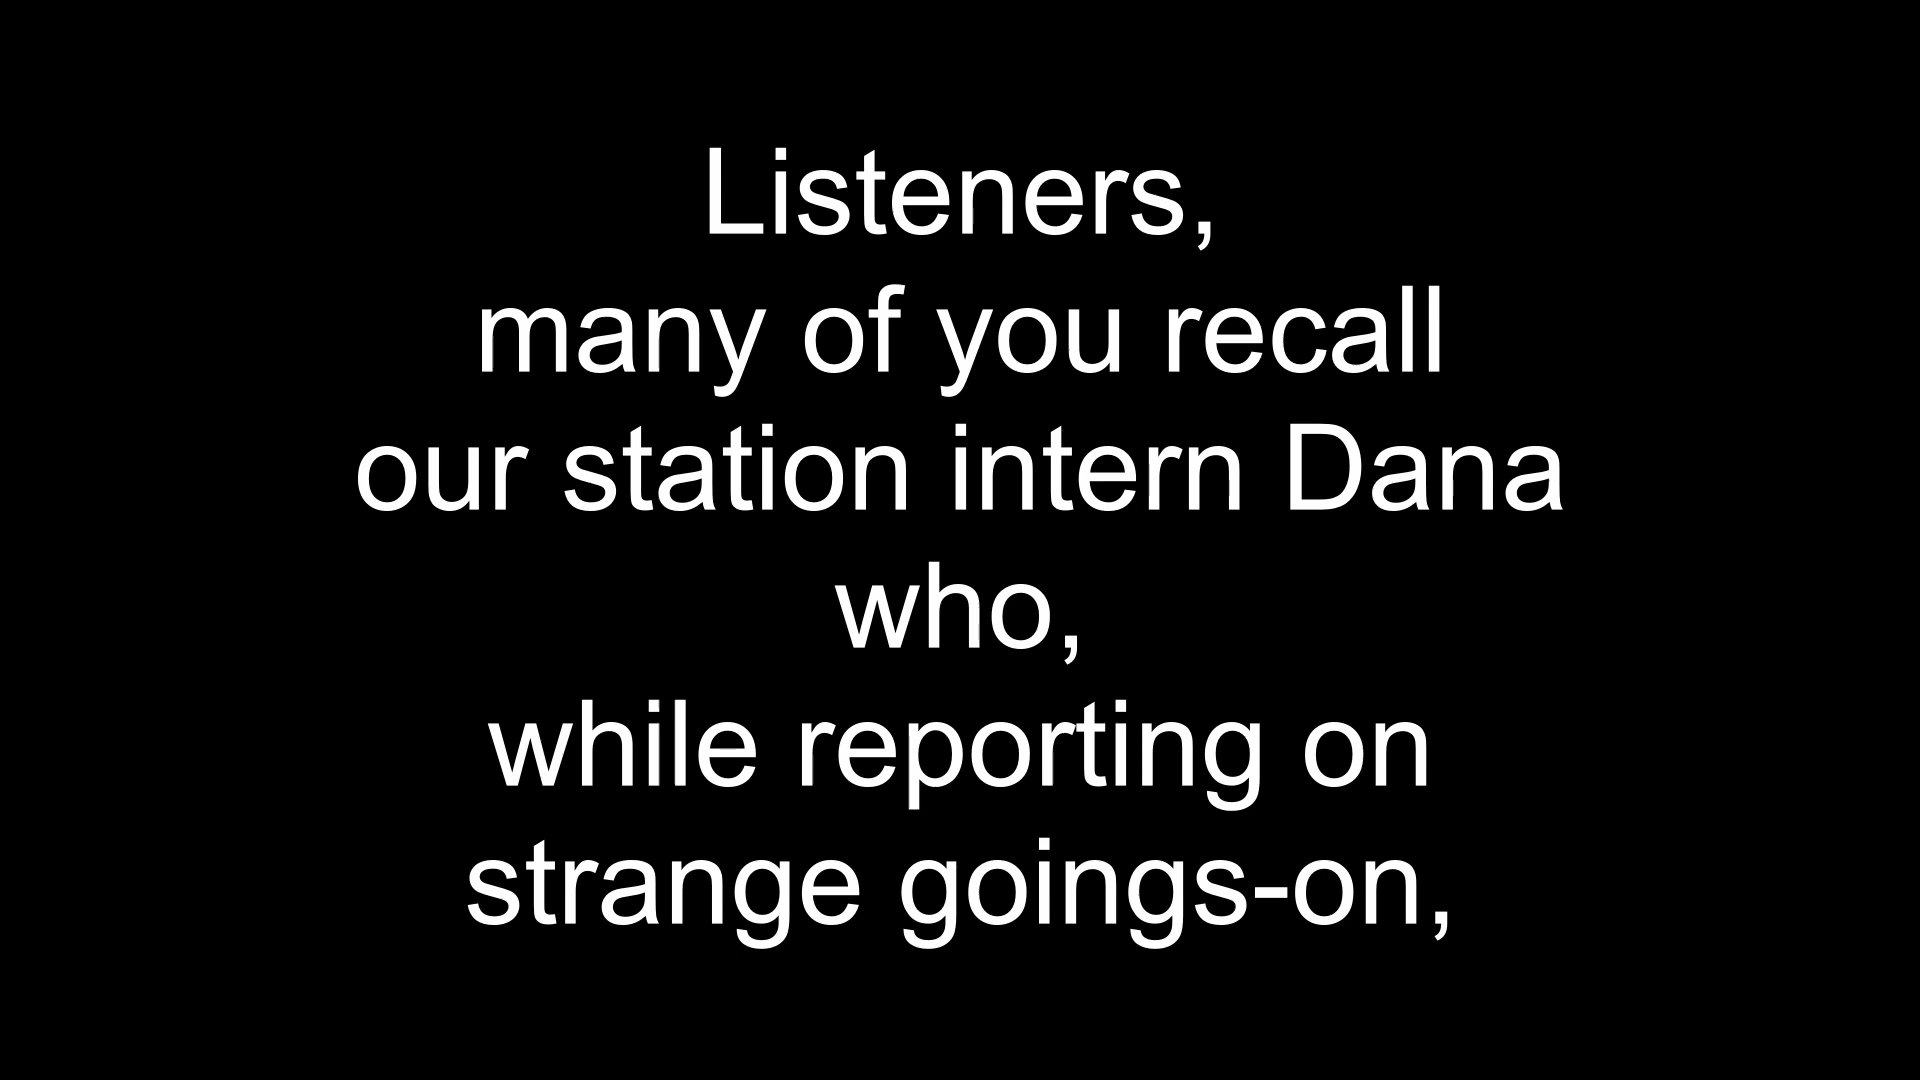 Listeners,
many of you recall
our station intern Dana
who,
while reporting on
strange goings-on,